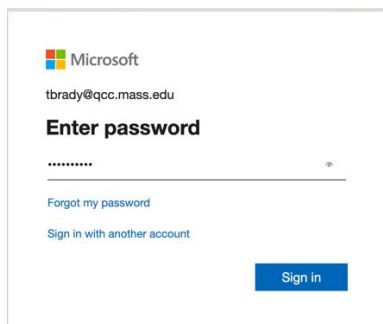 Microsoft
tbrady@qcc.mass.edu
Enter password
••••••••••
Forgot my password
Sign in with another account
Sign in